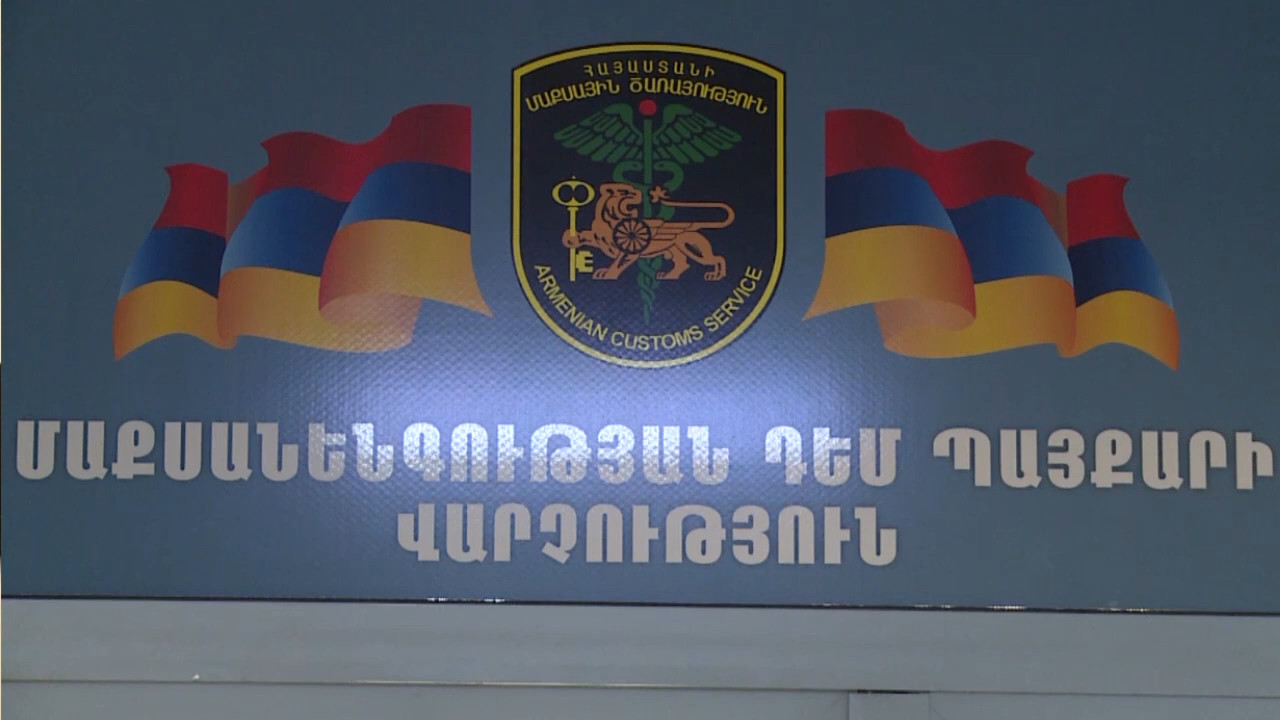 ՀԱՅԱՍՏԱՆԻ
ՄԱՔՍԱՅԻՆ ԾԱՌԱՅՈՒԹՅՈՒՆ
ARMENIAN CUSTOMS SERVICE
ՄԱՔՍԱՆԵՆԳՈՒԹՅԱՆ ԴԵՄ ՊԱՅՔԱՐԻ
ՎԱՐՉՈՒԹՅՈՒՆ